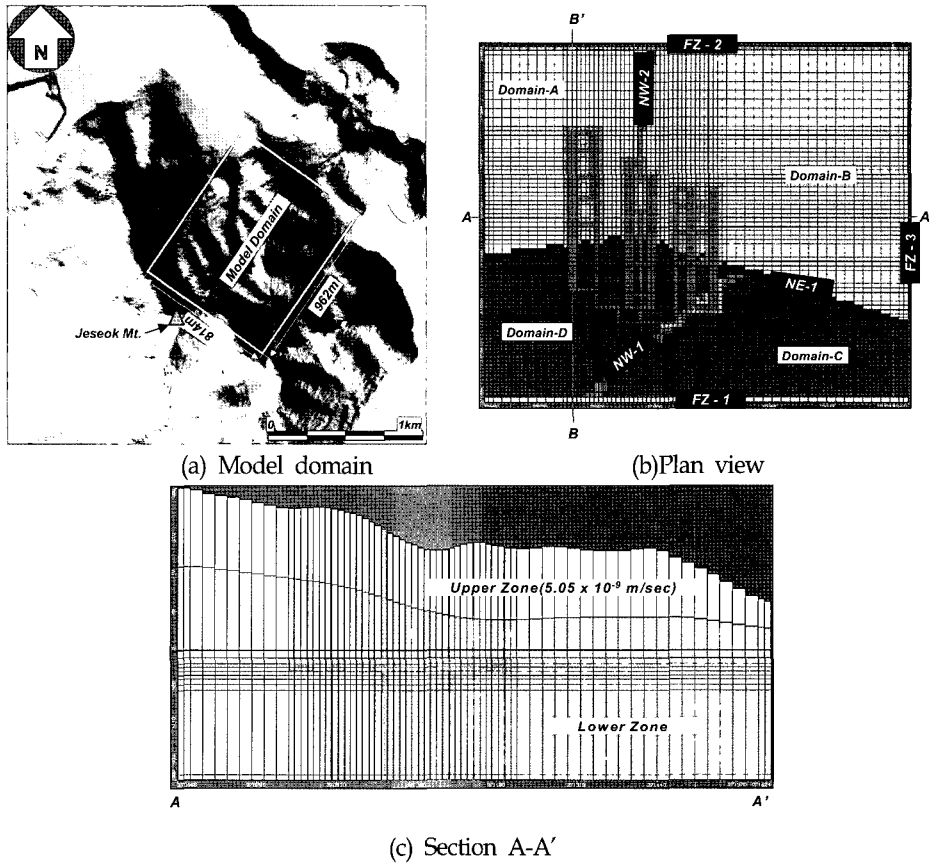 N
Model Domain
962m
814m
Jeseok Mt.
0
1km
(a) Model domain
B'
FZ - 2
Domain-A
NW-2
Domain-B
A
A
FZ - 3
NE-1
Domain-D
NW-1
Domain-C
FZ - 1
B
(b)Plan view
Upper Zone(5.05 x 10⁻⁹ m/sec)
Lower Zone
A
A'
(c) Section A-A'